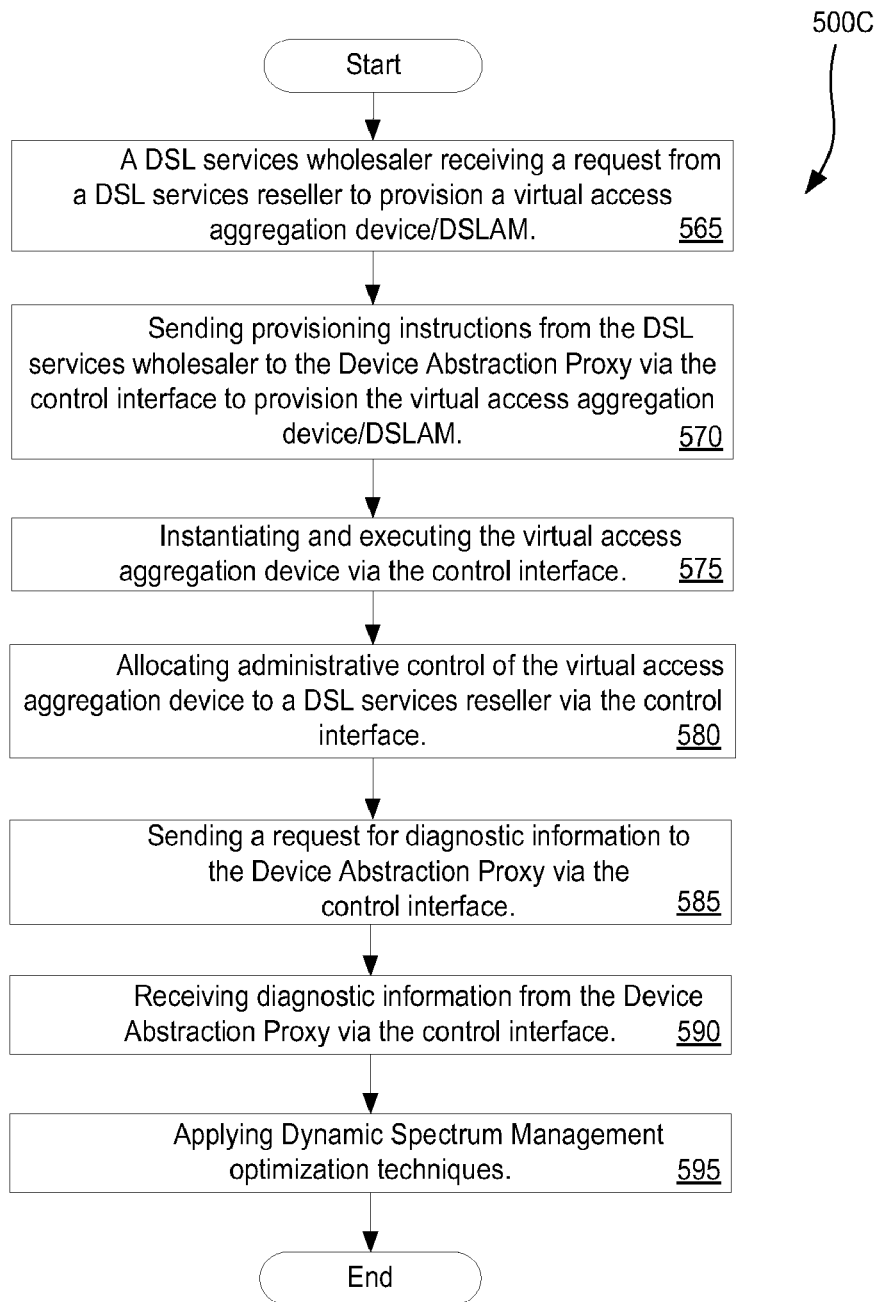 500C
Start
A DSL services wholesaler receiving a request from
a DSL services reseller to provision a virtual access
aggregation device/DSLAM. 565
Sending provisioning instructions from the DSL
services wholesaler to the Device Abstraction Proxy via the
control interface to provision the virtual access aggregation
device/DSLAM. 570
Instantiating and executing the virtual access
aggregation device via the control interface. 575
Allocating administrative control of the virtual access
aggregation device to a DSL services reseller via the control
interface. 580
Sending a request for diagnostic information to
the Device Abstraction Proxy via the
control interface. 585
Receiving diagnostic information from the Device
Abstraction Proxy via the control interface. 590
Applying Dynamic Spectrum Management
optimization techniques. 595
End